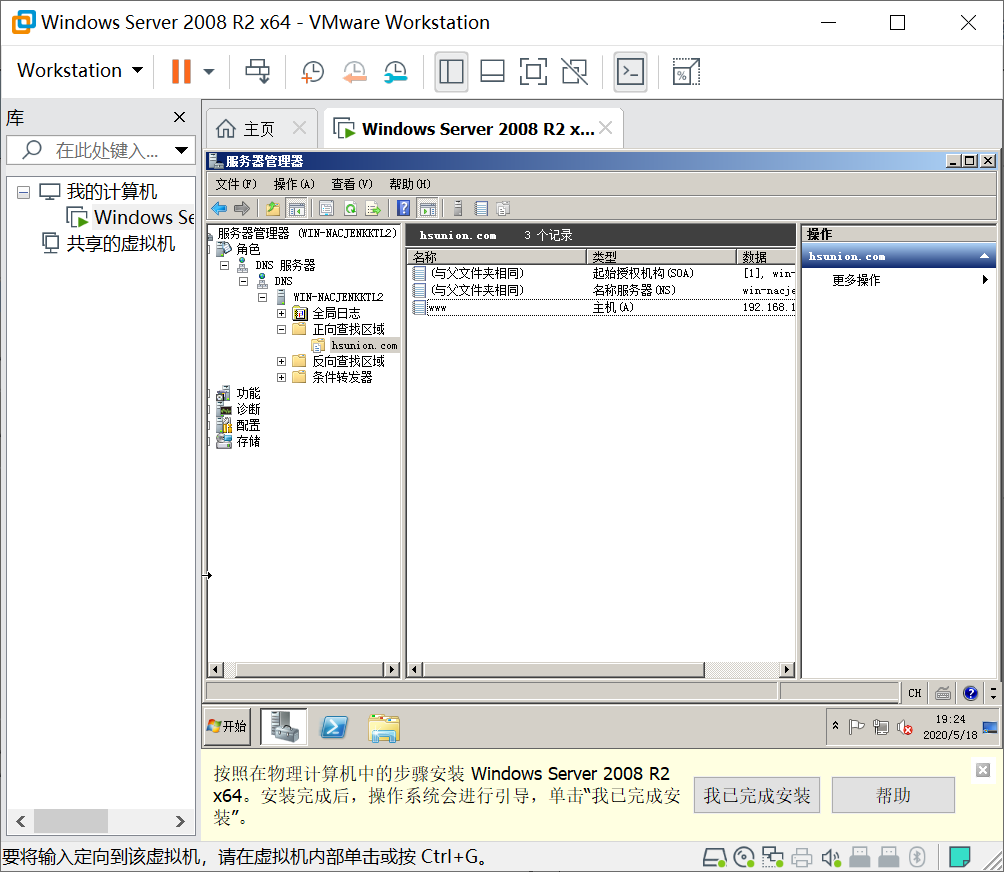 Windows Server 2008 R2 x64 - VMware Workstation
Workstation
库
在此处键入...
我的计算机
Windows Se
共享的虚拟机
主页
Windows Server 2008 R2 x...
服务器管理器
文件(F) 操作(A) 查看(V) 帮助(H)
服务器管理器 (WIN-NACJENKKTL2)
角色
DNS 服务器
DNS
WIN-NACJENKKTL2
全局日志
正向查找区域
hsunion.com
反向查找区域
条件转发器
功能
诊断
配置
存储
hsunion.com 3 个记录
名称 类型 数据
(与父文件夹相同) 起始授权机构(SOA) [1], win-
(与父文件夹相同) 名称服务器(NS) win-nacje
www 主机(A) 192.168.1
操作
hsunion.com
更多操作
CH
开始
19:24
2020/5/18
按照在物理计算机中的步骤安装 Windows Server 2008 R2
x64。安装完成后，操作系统会进行引导，单击“我已完成安
装”。
我已完成安装
帮助
要将输入定向到该虚拟机，请在虚拟机内部单击或按 Ctrl+G。